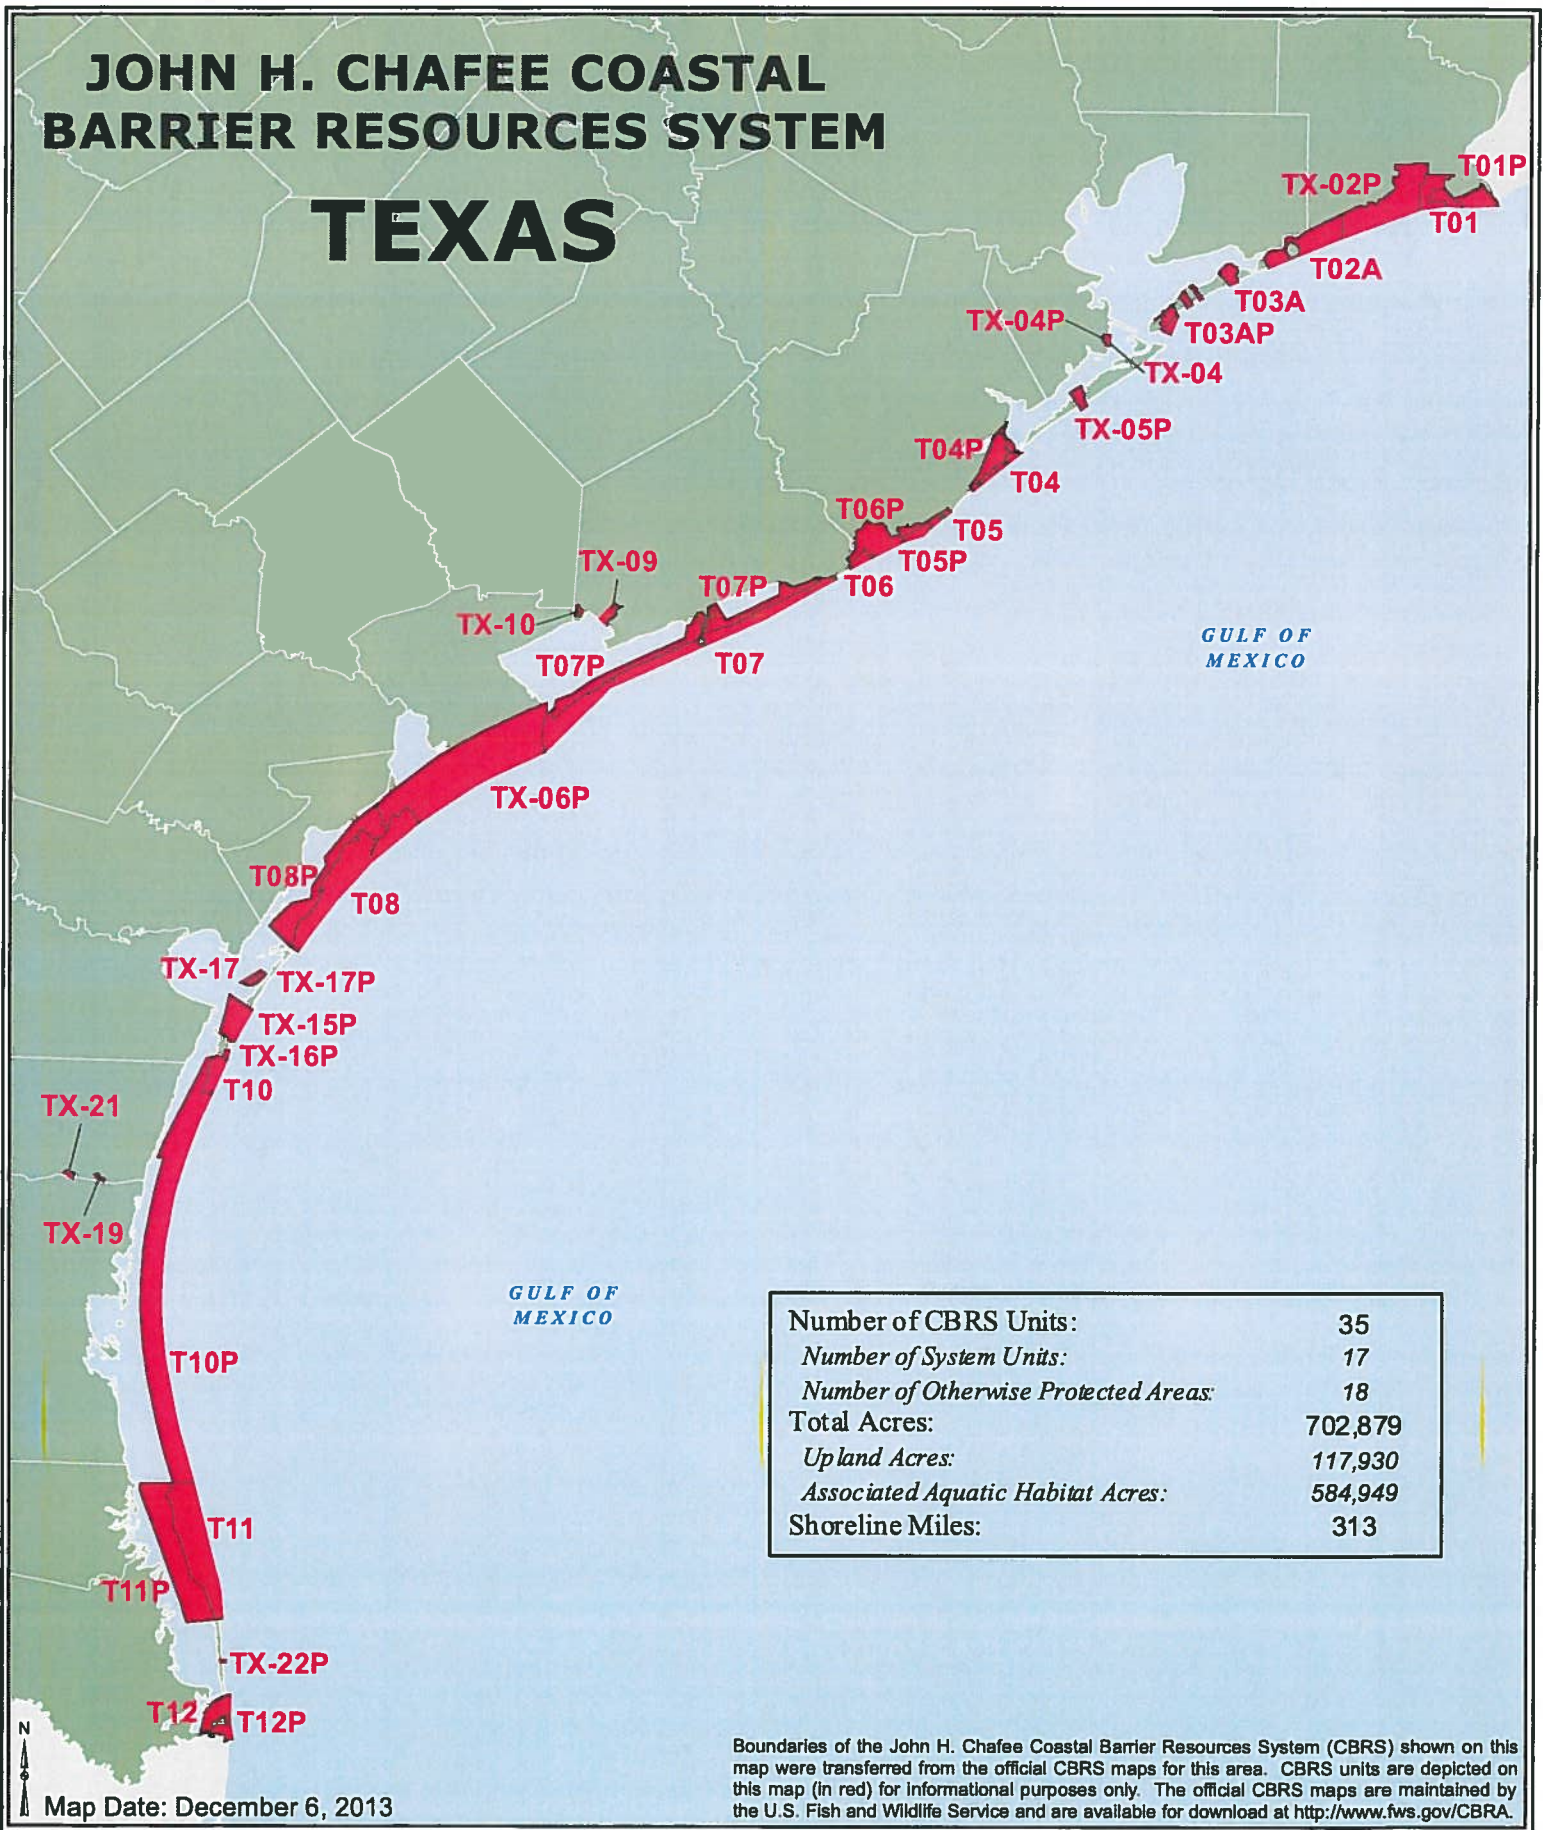 JOHN H. CHAFEE COASTAL
BARRIER RESOURCES SYSTEM
TEXAS
T01P
TX-02P
T01
T02A
T03A
T03AP
TX-04P
TX-04
TX-05P
T04P
T04
T06P
T05
T05P
T06
TX-09
T07P
TX-10
T07P
T07
GULF OF
MEXICO
TX-06P
T08P
T08
TX-17
TX-17P
TX-15P
TX-16P
T10
TX-21
TX-19
GULF OF
MEXICO
T10P
T11
T11P
TX-22P
T12
T12P
Number of CBRS Units: 35
Number of System Units: 17
Number of Otherwise Protected Areas: 18
Total Acres: 702,879
Upland Acres: 117,930
Associated Aquatic Habitat Acres: 584,949
Shoreline Miles: 313
N
Map Date: December 6, 2013
Boundaries of the John H. Chafee Coastal Barrier Resources System (CBRS) shown on this
map were transferred from the official CBRS maps for this area. CBRS units are depicted on
this map (in red) for informational purposes only. The official CBRS maps are maintained by
the U.S. Fish and Wildlife Service and are available for download at http://www.fws.gov/CBRA.